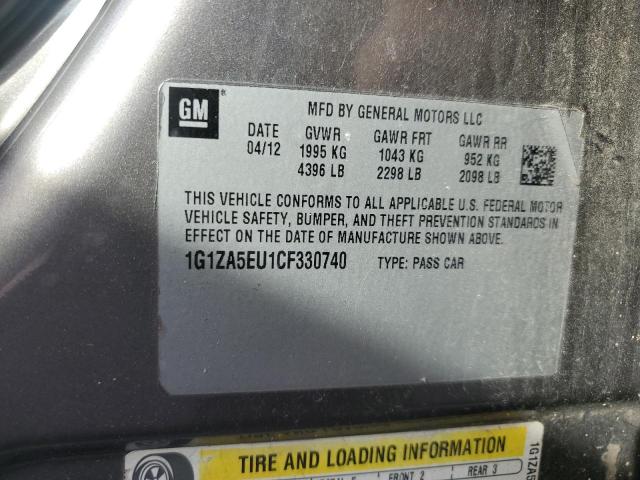 GM
MFD BY GENERAL MOTORS LLC
DATE GVWR GAWR FRT GAWR RR
04/12 1995 KG 1043 KG 952 KG
4396 LB 2298 LB 2098 LB
THIS VEHICLE CONFORMS TO ALL APPLICABLE U.S. FEDERAL MOTOR
VEHICLE SAFETY, BUMPER, AND THEFT PREVENTION STANDARDS IN
EFFECT ON THE DATE OF MANUFACTURE SHOWN ABOVE.
1G1ZA5EU1CF330740 TYPE: PASS CAR
TIRE AND LOADING INFORMATION
FRONT 2 REAR 3
1G1ZA5